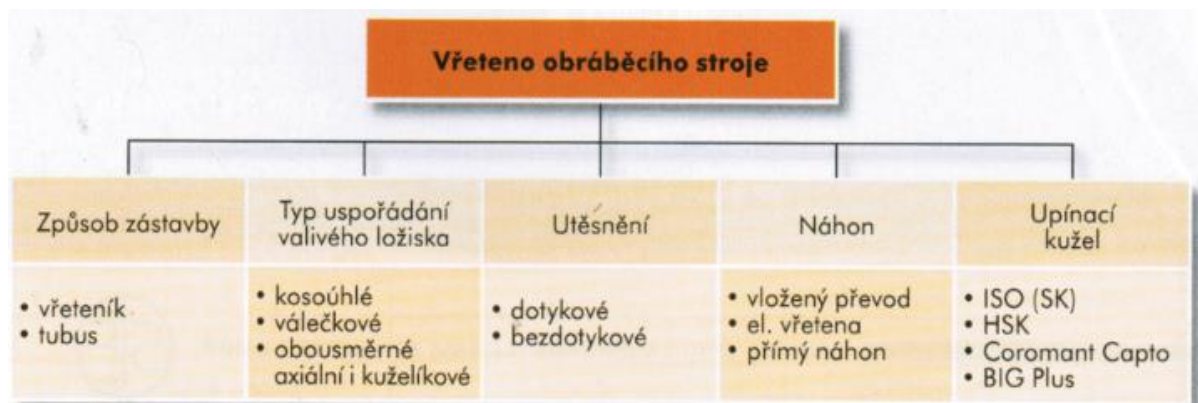 Vřeteno obráběcího stroje
Způsob zástavby
Typ uspořádání
valivého ložiska
Utěsnění
Náhon
Upínací
kužel
• vřeteník
• tubus
• kosoúhlé
• válečkové
• obousměrné
axiální i kuželíkové
• dotykové
• bezdotykové
• vložený převod
• el. vřetena
• přímý náhon
• ISO (SK)
• HSK
• Coromant Capto
• BIG Plus